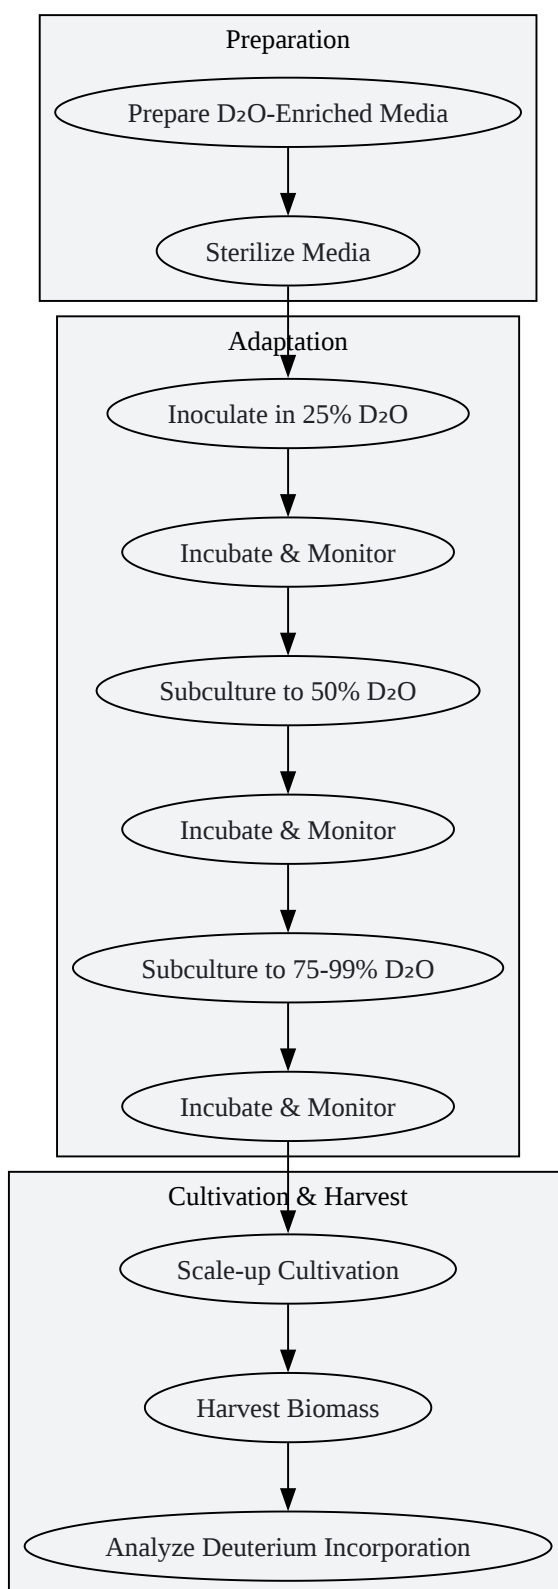 Preparation
Prepare D₂O-Enriched Media
Sterilize Media
Adaptation
Inoculate in 25% D₂O
Incubate & Monitor
Subculture to 50% D₂O
Incubate & Monitor
Subculture to 75-99% D₂O
Incubate & Monitor
Cultivation & Harvest
Scale-up Cultivation
Harvest Biomass
Analyze Deuterium Incorporation